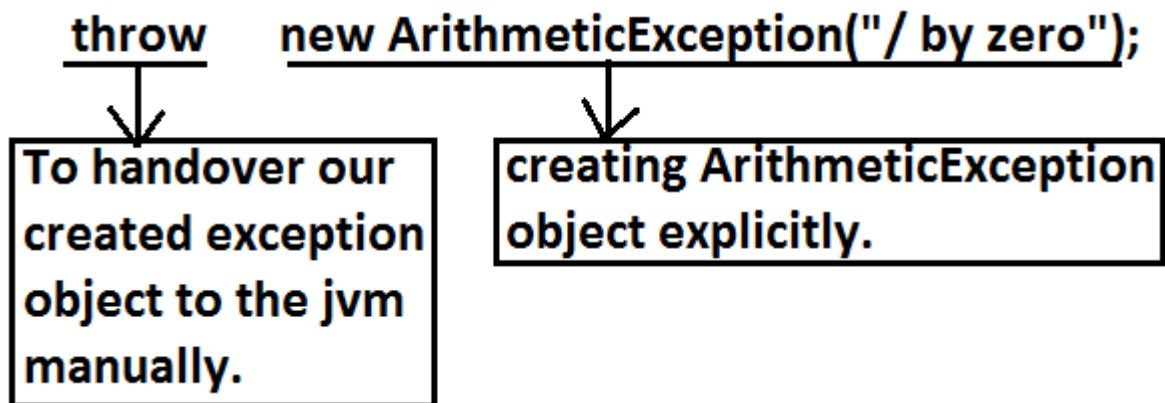 throw new ArithmeticException("/ by zero");
To handover our
created exception
object to the jvm
manually.
creating ArithmeticException
object explicitly.